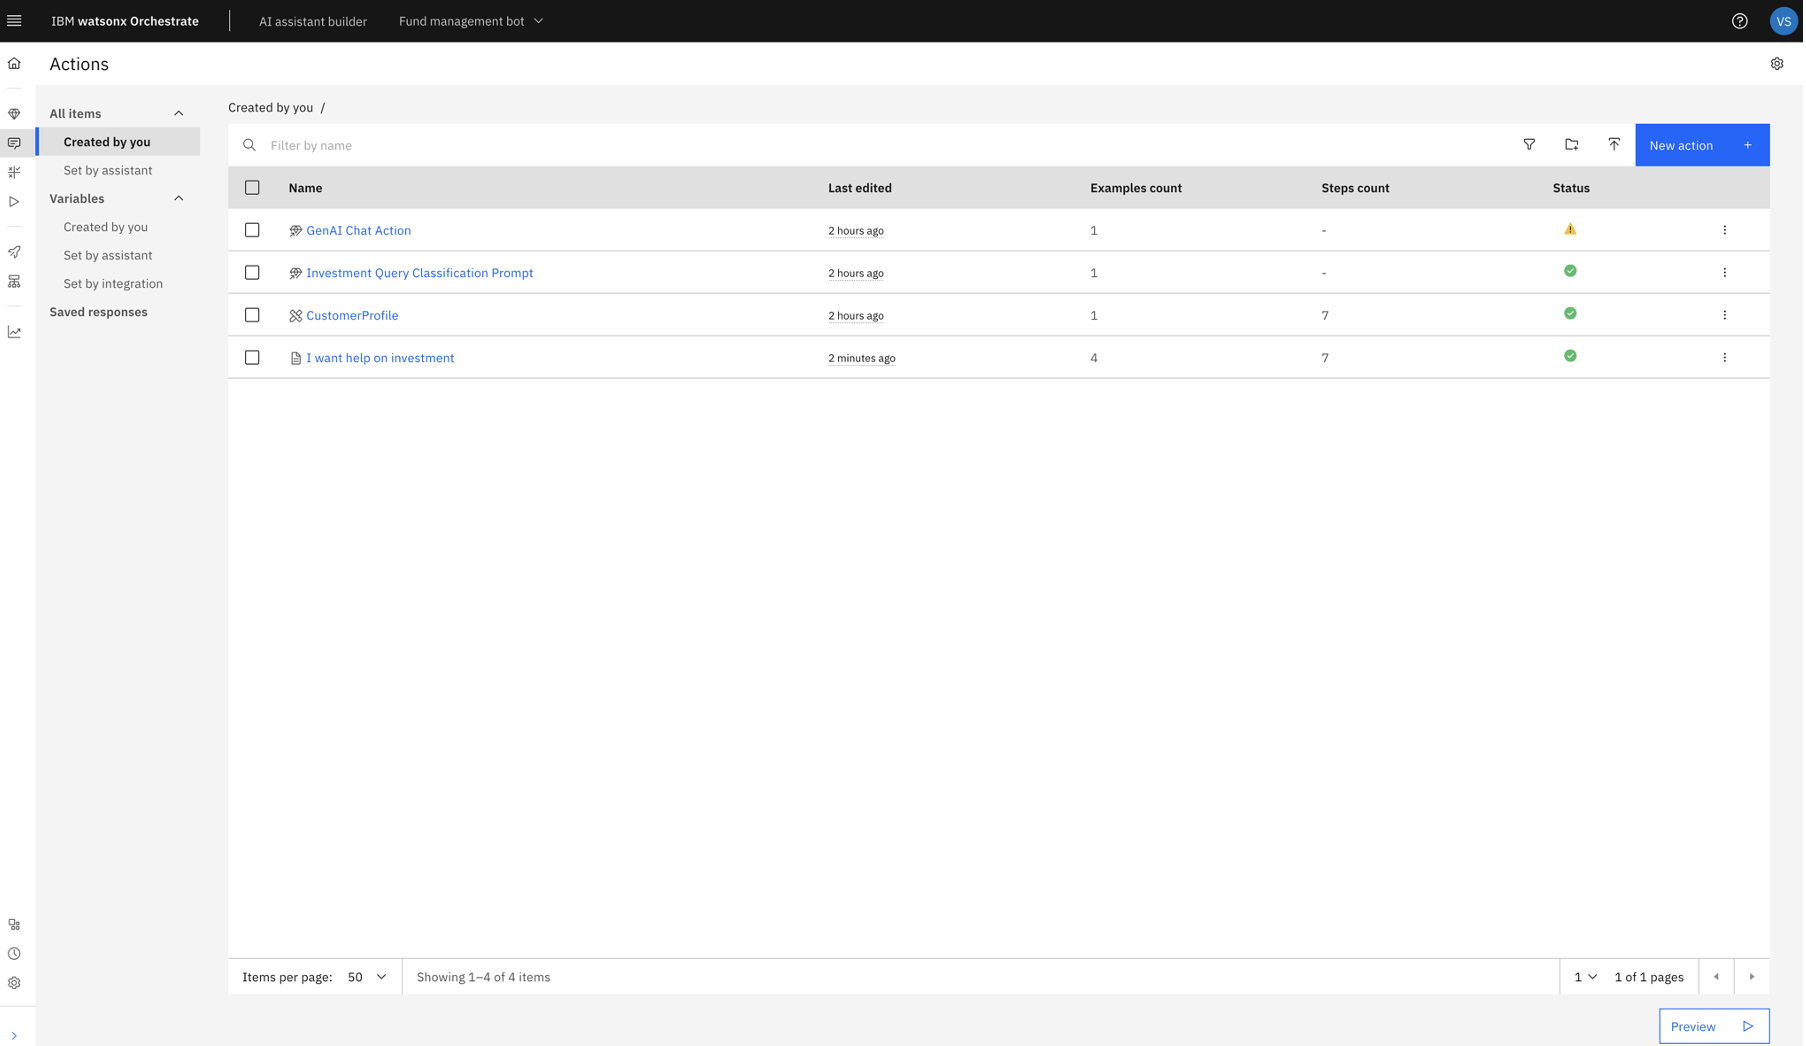 IBM watsonx Orchestrate AI assistant builder Fund management bot VS
Actions
All items
Created by you
Set by assistant
Variables
Created by you
Set by assistant
Set by integration
Saved responses
Created by you /
Filter by name New action +
Name Last edited Examples count Steps count Status
GenAI Chat Action 2 hours ago 1 -
Investment Query Classification Prompt 2 hours ago 1 -
CustomerProfile 2 hours ago 1 7
I want help on investment 2 minutes ago 4 7
Items per page: 50 Showing 1–4 of 4 items 1 1 of 1 pages
Preview